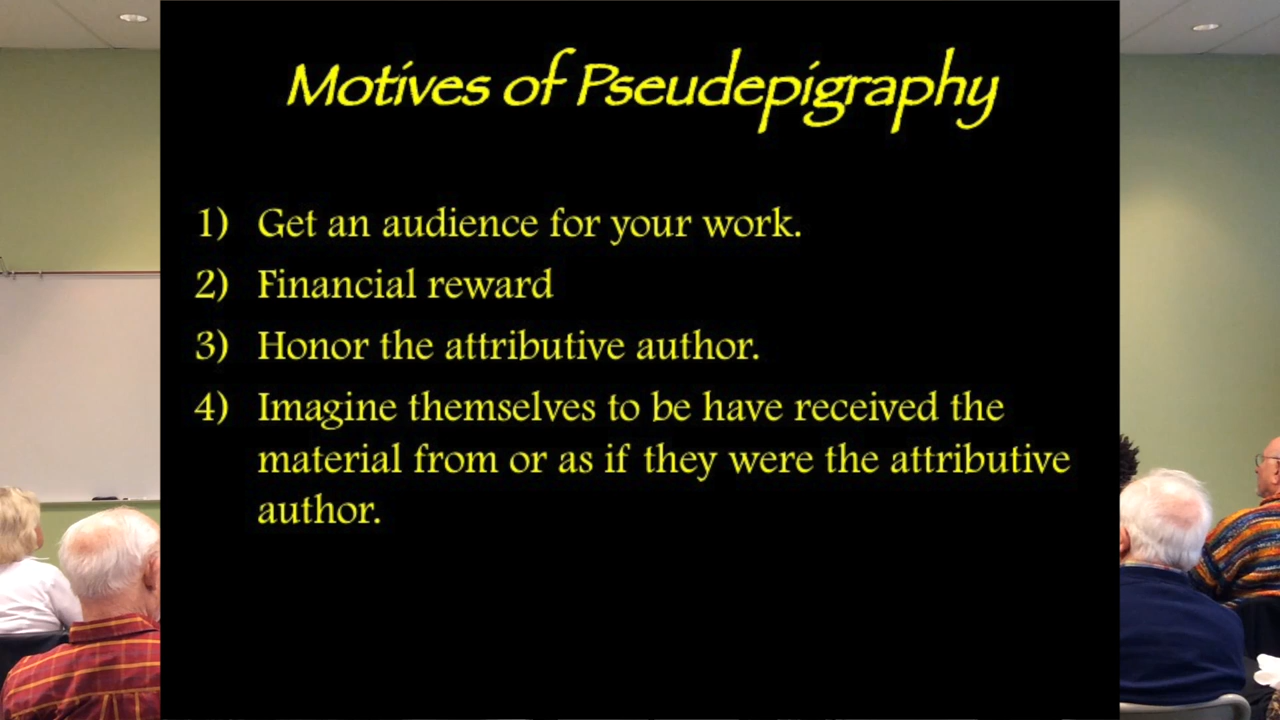 Motives of Pseudepigraphy
1) Get an audience for your work.
2) Financial reward
3) Honor the attributive author.
4) Imagine themselves to be have received the
material from or as if they were the attributive
author.